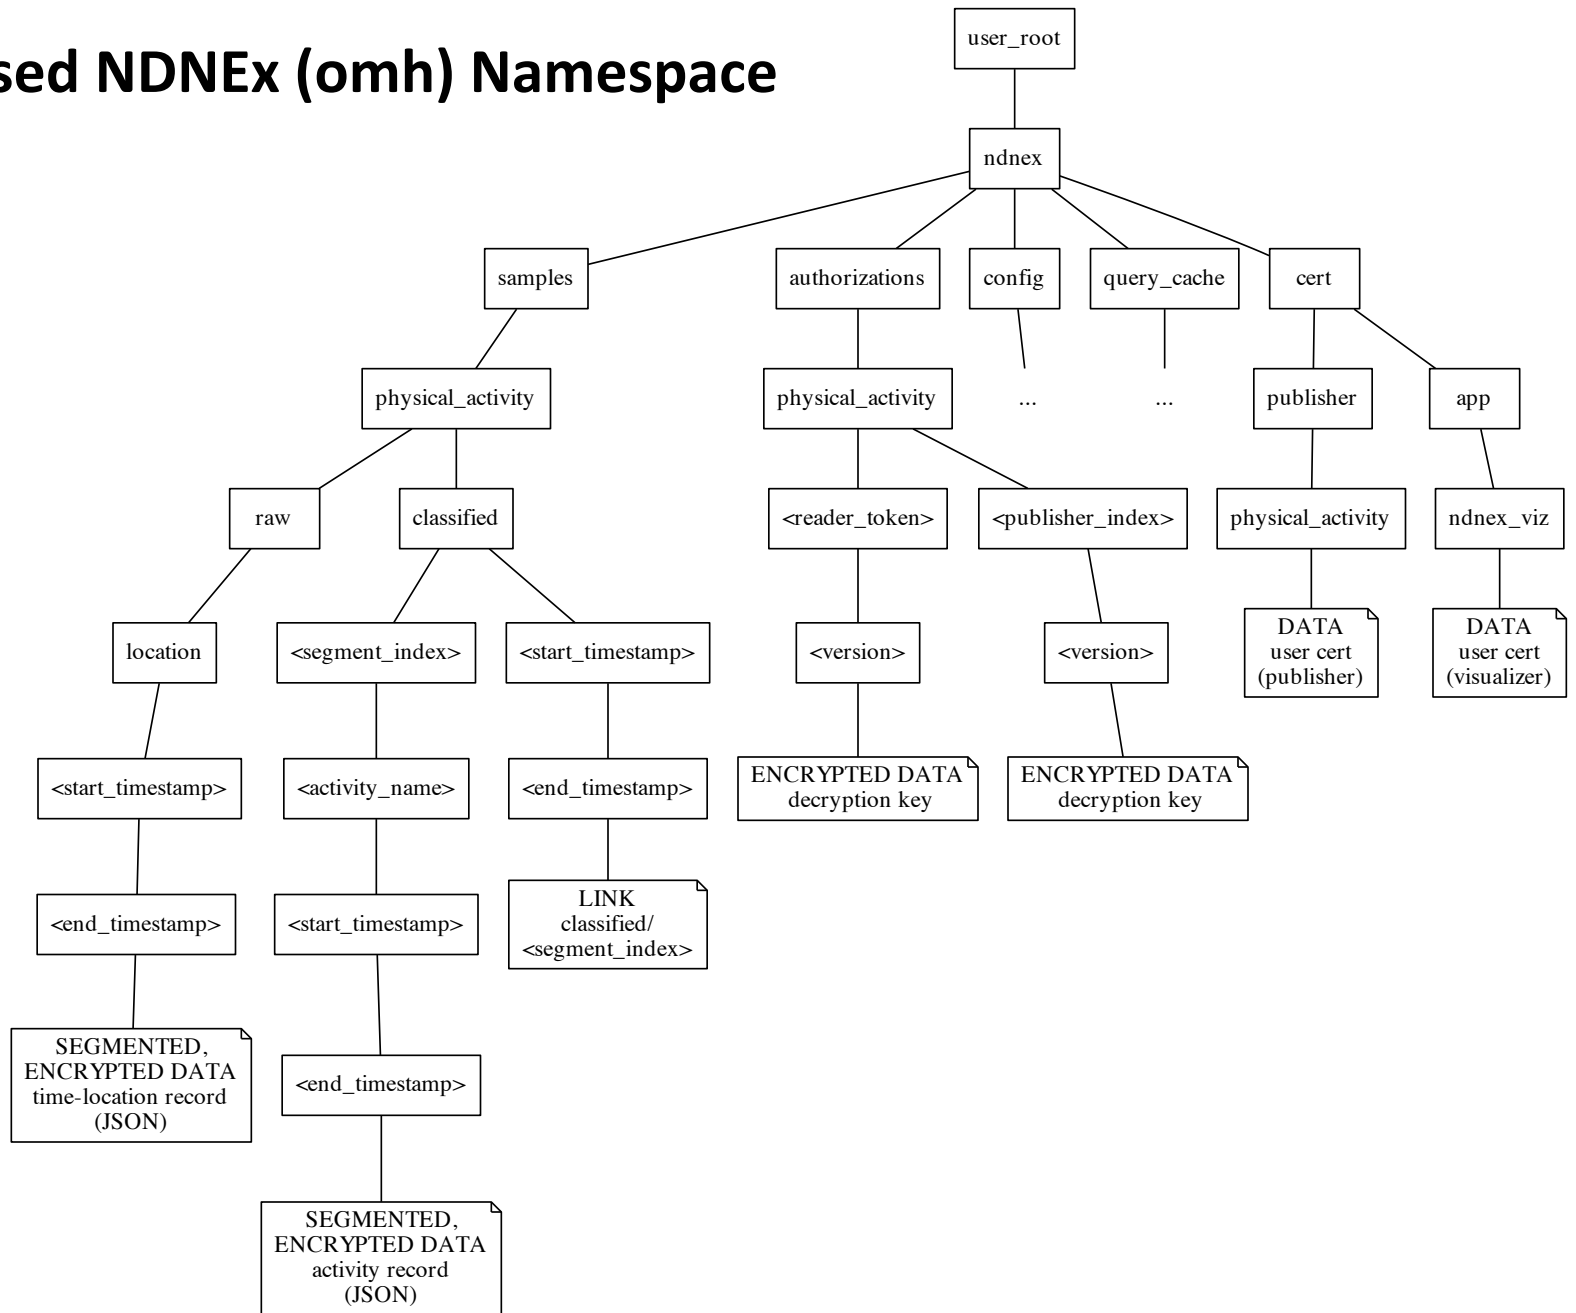 sed NDNEx (omh) Namespace
user_root
ndnex
samples
authorizations
config
query_cache
cert
physical_activity
physical_activity
...
...
publisher
app
raw
classified
<reader_token>
<publisher_index>
physical_activity
ndnex_viz
location
<segment_index>
<start_timestamp>
<version>
<version>
DATA
user cert
(publisher)
DATA
user cert
(visualizer)
<start_timestamp>
<activity_name>
<end_timestamp>
ENCRYPTED DATA
decryption key
ENCRYPTED DATA
decryption key
<end_timestamp>
<start_timestamp>
LINK
classified/
<segment_index>
SEGMENTED,
ENCRYPTED DATA
time-location record
(JSON)
<end_timestamp>
SEGMENTED,
ENCRYPTED DATA
activity record
(JSON)